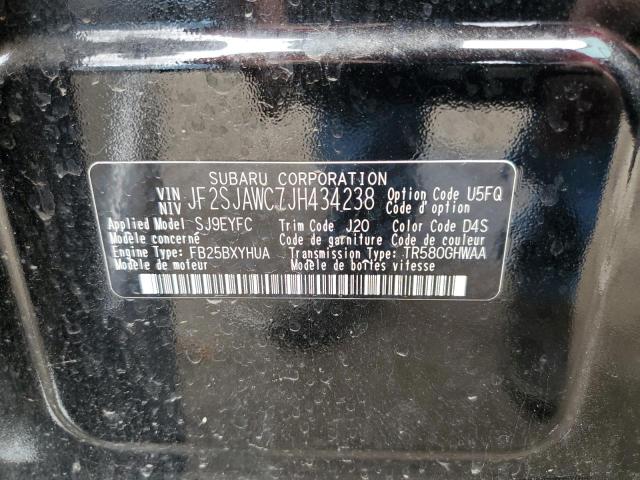 SUBARU CORPORATION
VIN NIV JF2SJAWC7JH434238 Option Code U5FQ
Code d'option
Applied Model SJ9EYFC Trim Code J20 Color Code D4S
Modèle concerné Code de garniture Code de couleur
Engine Type: FB25BXYHUA Transmission Type: TR580GHWAA
Modèle de moteur Modèle de boîtes vitesse